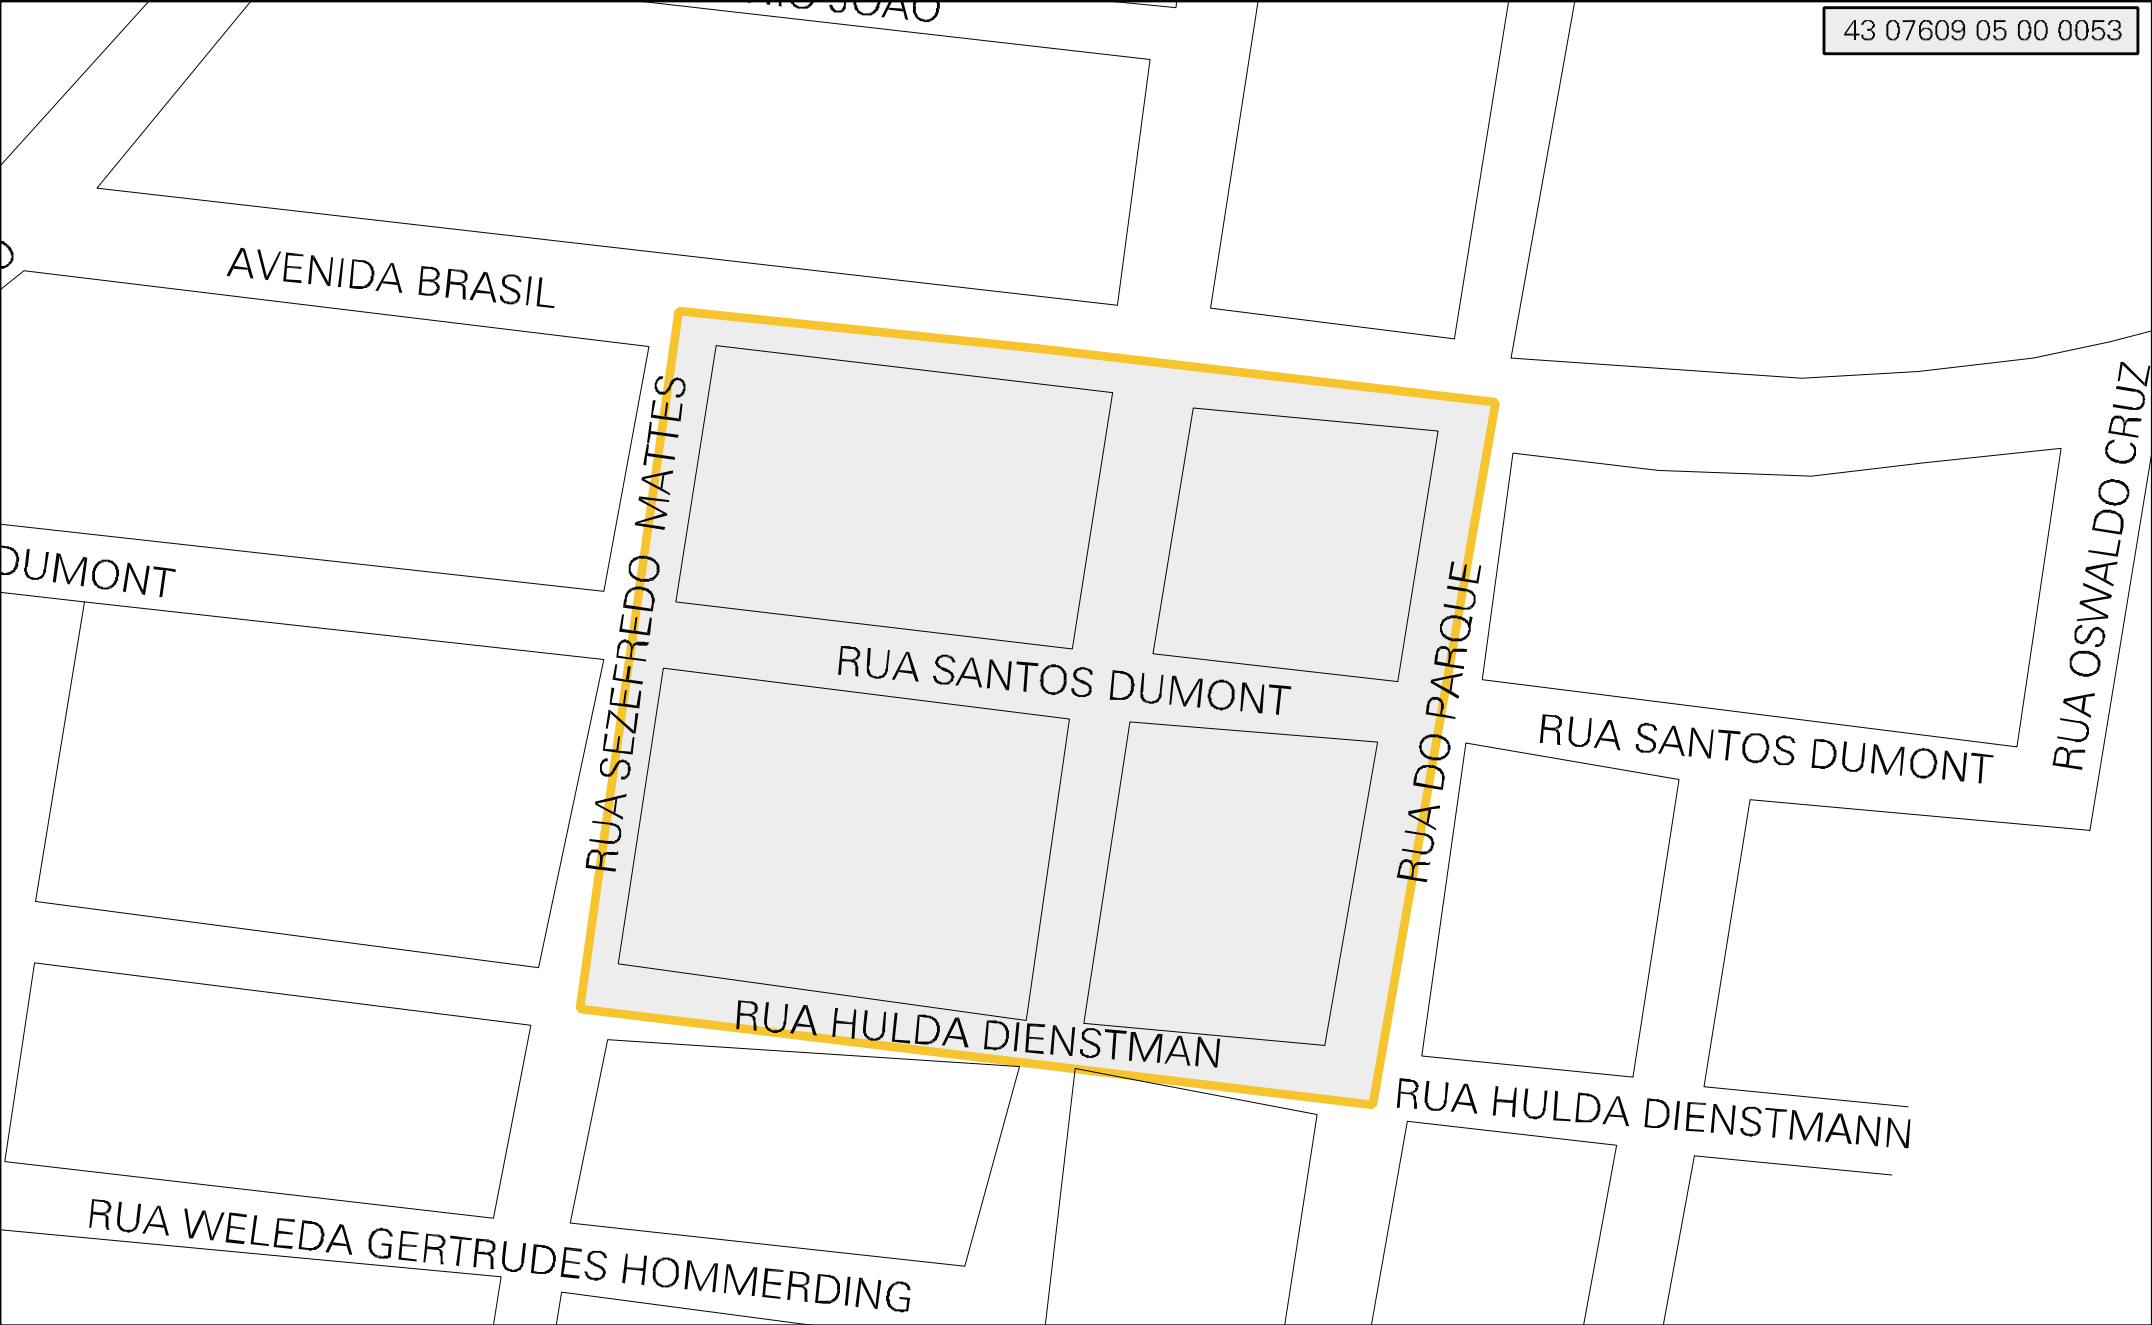 JOÃO
43 07609 05 00 0053
AVENIDA BRASIL
RUA SEZEFREDO MATTES
RUA OSWALDO CRUZ
DUMONT
RUA SANTOS DUMONT
RUA DO PARQUE
RUA SANTOS DUMONT
RUA HULDA DIENSTMAN
RUA HULDA DIENSTMANN
RUA WELEDA GERTRUDES HOMMERDING